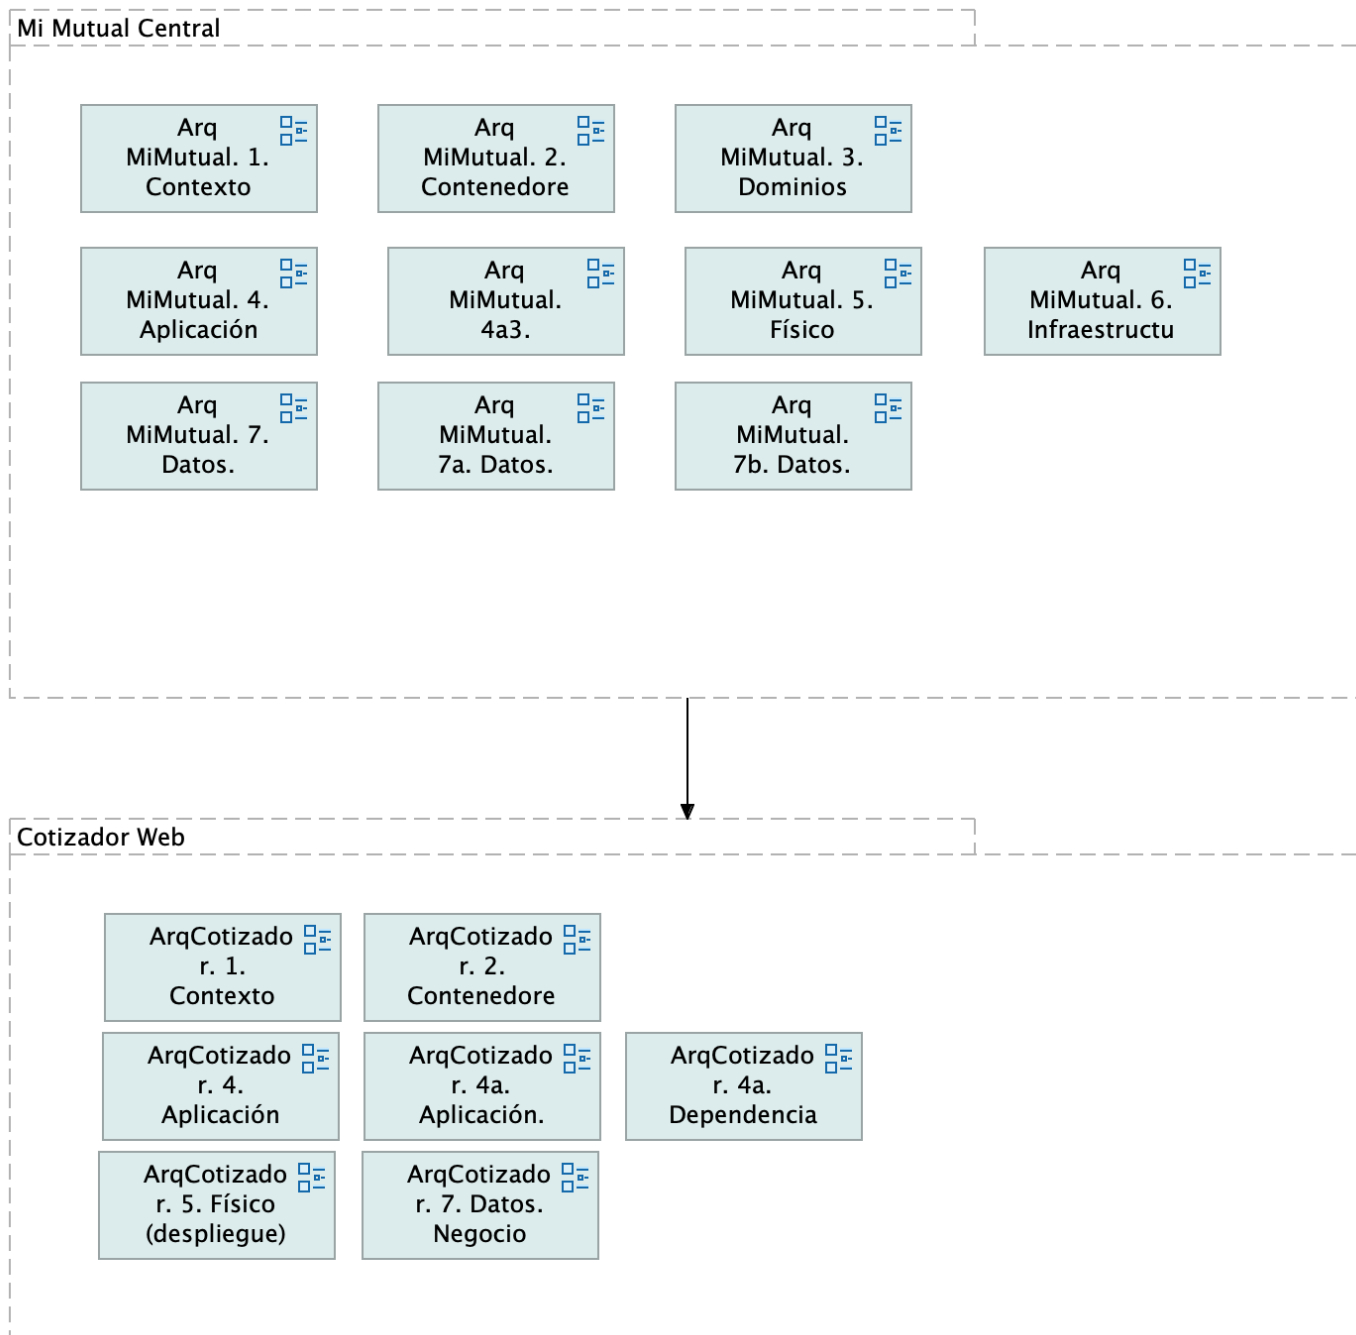 Mi Mutual Central
Arq
MiMutual. 1.
Contexto
Arq
MiMutual. 2.
Contenedore
Arq
MiMutual. 3.
Dominios
Arq
MiMutual. 4.
Aplicación
Arq
MiMutual.
4a3.
Arq
MiMutual. 5.
Físico
Arq
MiMutual. 6.
Infraestructu
Arq
MiMutual. 7.
Datos.
Arq
MiMutual.
7a. Datos.
Arq
MiMutual.
7b. Datos.
Cotizador Web
ArqCotizado
r. 1.
Contexto
ArqCotizado
r. 2.
Contenedore
ArqCotizado
r. 4.
Aplicación
ArqCotizado
r. 4a.
Aplicación.
ArqCotizado
r. 4a.
Dependencia
ArqCotizado
r. 5. Físico
(despliegue)
ArqCotizado
r. 7. Datos.
Negocio